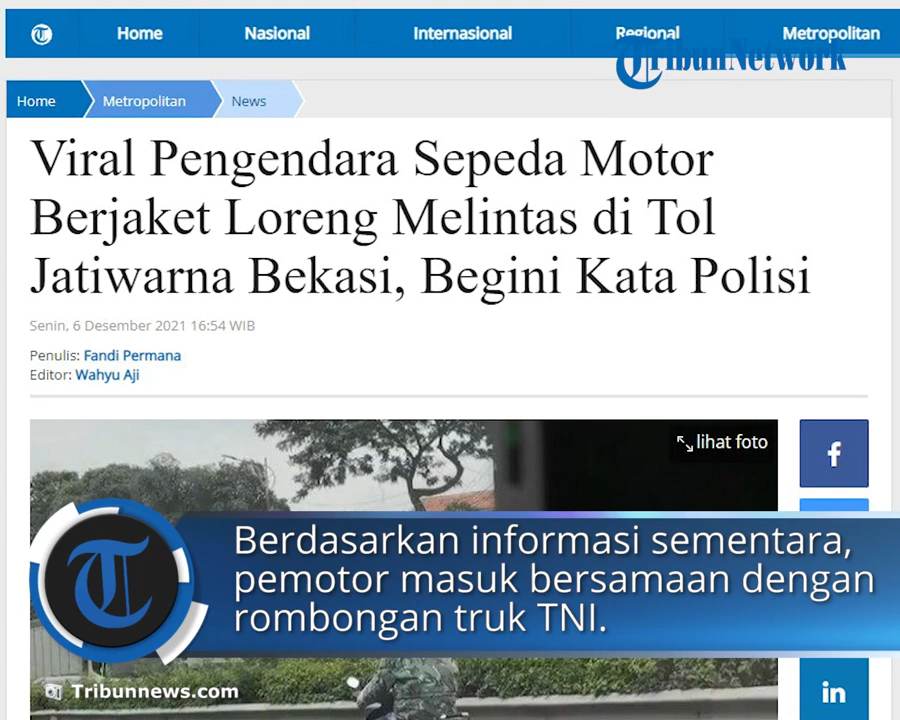 Home Nasional Internasional Regional Metropolitan
TribunNetwork
Home Metropolitan News
Viral Pengendara Sepeda Motor
Berjaket Loreng Melintas di Tol
Jatiwarna Bekasi, Begini Kata Polisi
Senin, 6 Desember 2021 16:54 WIB
Penulis: Fandi Permana
Editor: Wahyu Aji
lihat foto
f
Berdasarkan informasi sementara,
pemotor masuk bersamaan dengan
rombongan truk TNI.
Tribunnews.com
in